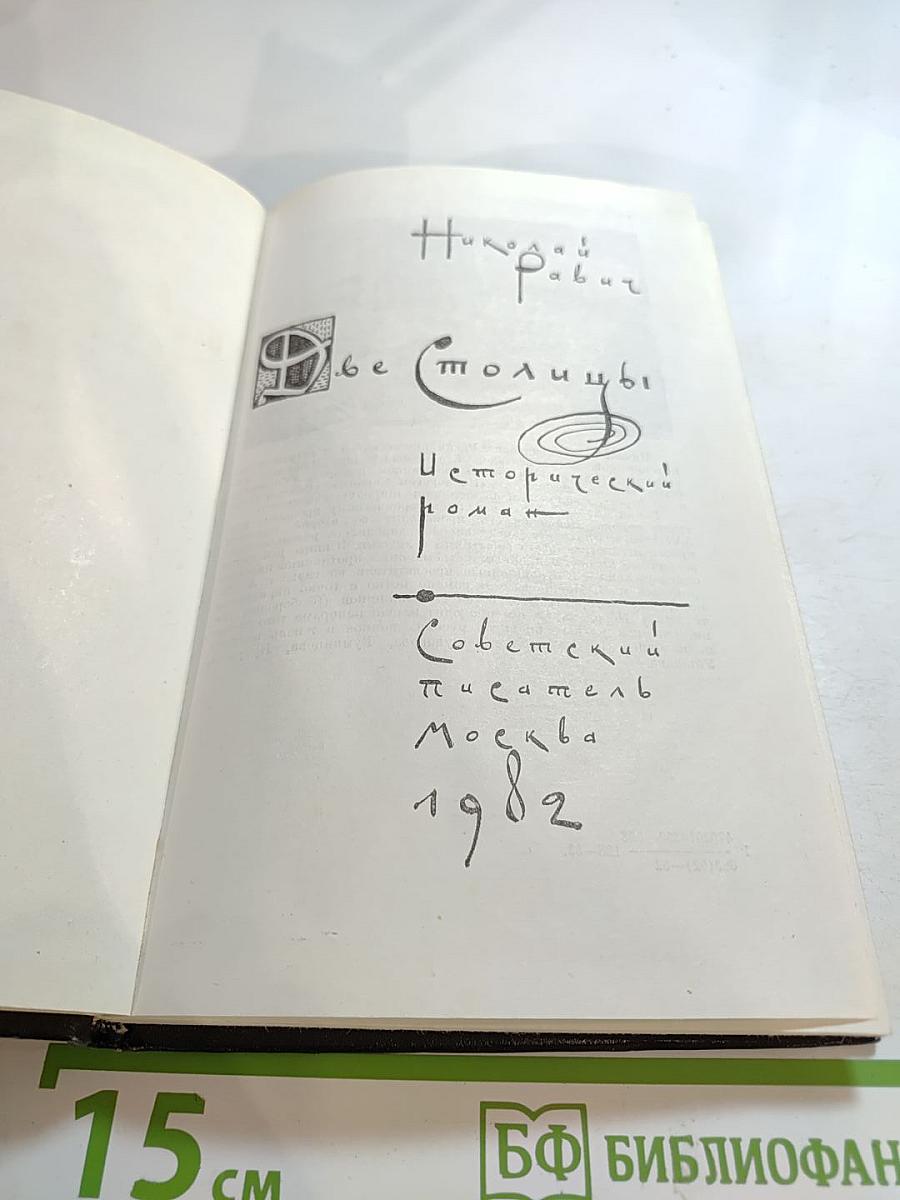 Николай
Равич
Две Столицы
Исторический
роман
Советский
писатель
Москва
1982
15 см
БФ БИБЛИОФАН